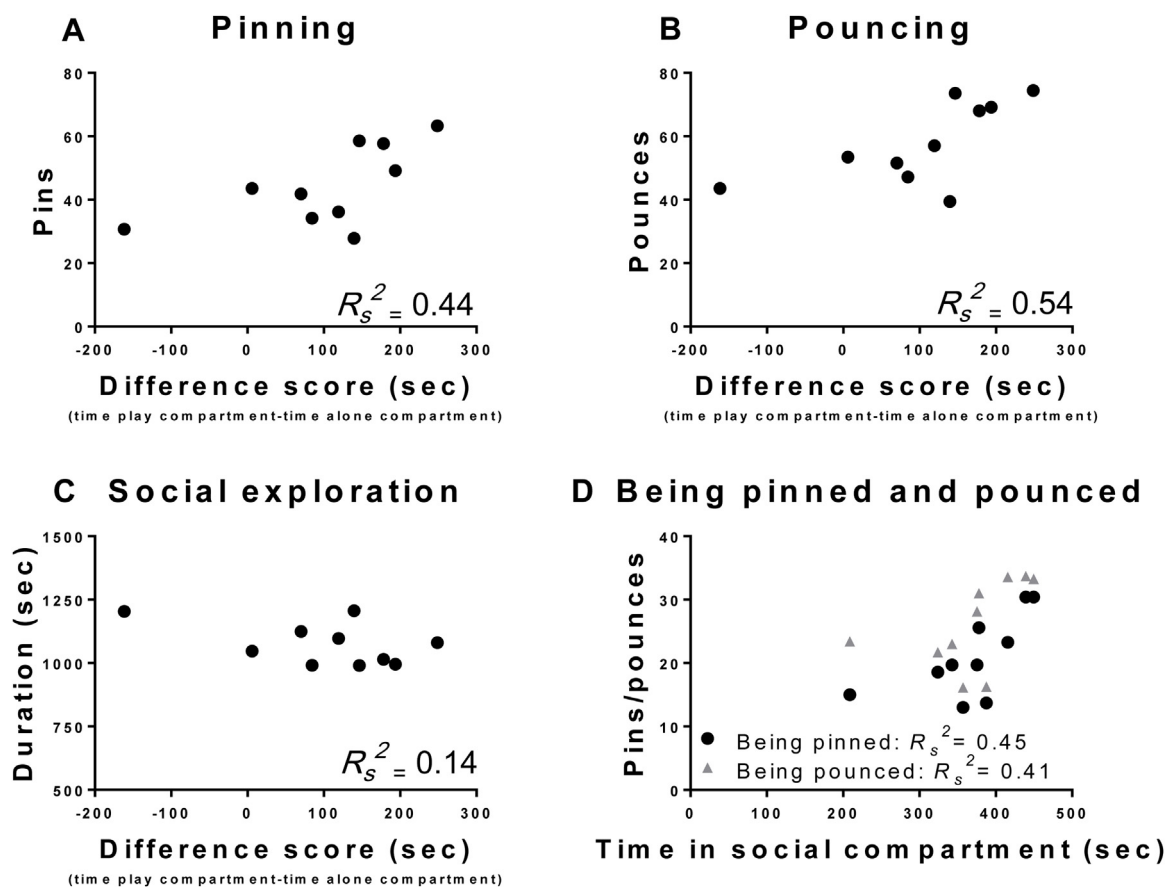 A Pinning
80
60
40
20
0
Pins
-200 -100 0 100 200 300
R_s^2 = 0.44
Difference score (sec)
(time play compartment-time alone compartment)
B Pouncing
80
60
40
20
0
Pounces
-200 -100 0 100 200 300
R_s^2 = 0.54
Difference score (sec)
(time play compartment-time alone compartment)
C Social exploration
1500
1250
1000
750
500
Duration (sec)
-200 -100 0 100 200 300
R_s^2 = 0.14
Difference score (sec)
(time play compartment-time alone compartment)
D Being pinned and pounced
40
30
20
10
0
Pins/pounces
Being pinned: R_s^2= 0.45
Being pounced: R_s^2= 0.41
0 100 200 300 400 500
Time in social compartment (sec)